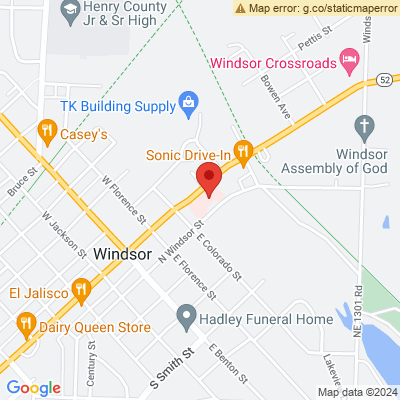 Map error: g.co/staticmaperror
Henry County
Jr & Sr High
Pettis St
Windsor
Windsor Crossroads
Bowen Ave
52
TK Building Supply
Casey's
Sonic Drive-In
Windsor
Assembly of God
Bruce St
W Florence St
W Jackson St
N Windsor St
E Colorado St
Windsor
E Florence St
El Jalisco
NE 1301 Rd
Dairy Queen Store
Hadley Funeral Home
Century St
S Smith St
E Benton St
Lakevie
Google
Map data ©2024